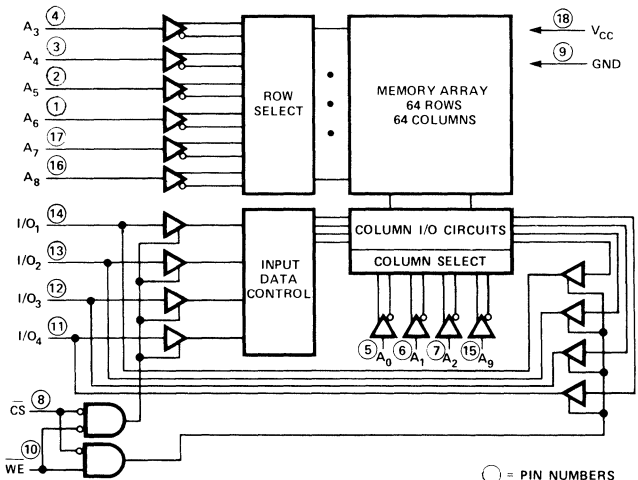 A3 4
A4 3
A5 2
A6 1
A7 17
A8 16
ROW
SELECT
MEMORY ARRAY
64 ROWS
64 COLUMNS
18 VCC
9 GND
I/O1 14
I/O2 13
I/O3 12
I/O4 11
INPUT
DATA
CONTROL
COLUMN I/O CIRCUITS
COLUMN SELECT
5 A0
6 A1
7 A2
15 A9
CS 8
WE 10
= PIN NUMBERS